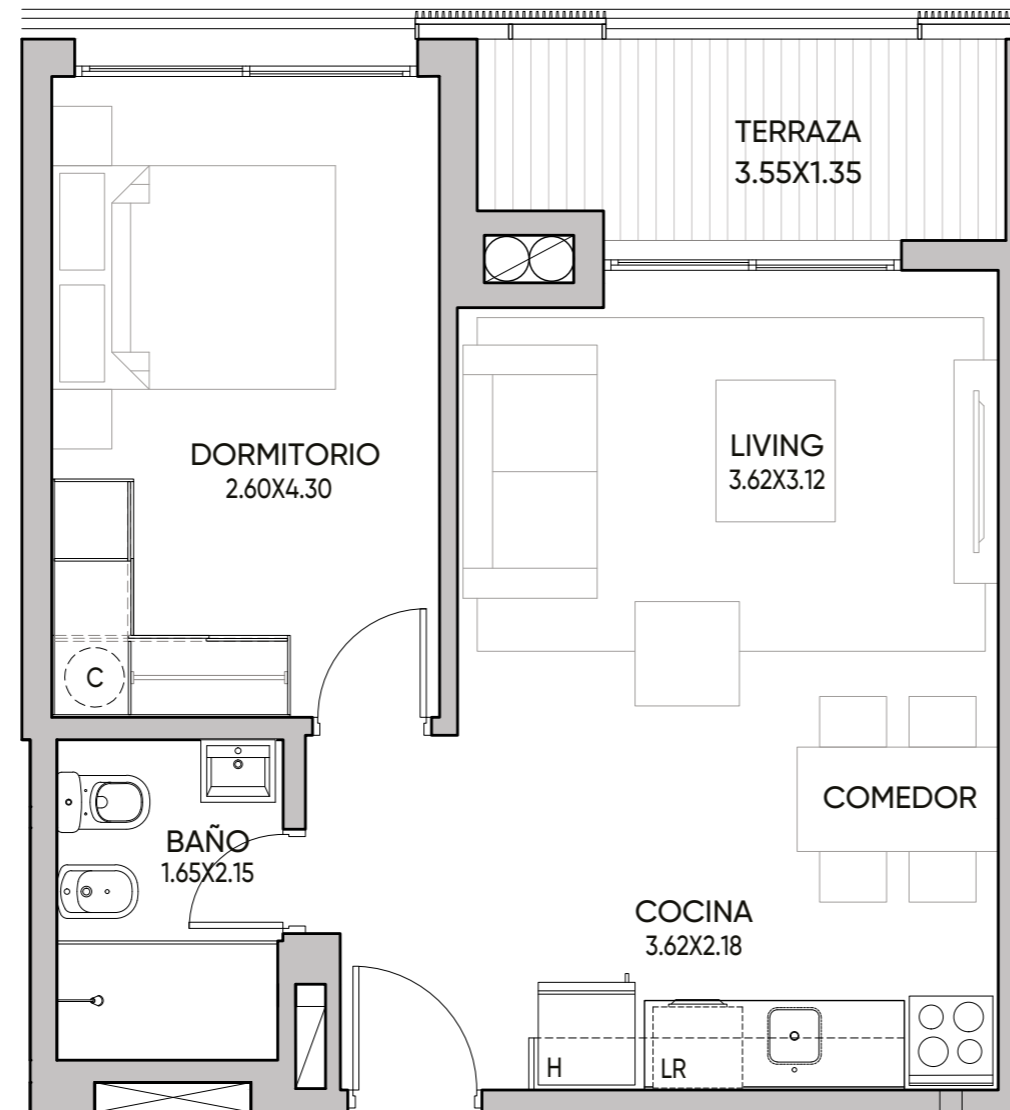 TERRAZA
3.55X1.35
DORMITORIO
2.60X4.30
LIVING
3.62X3.12
C
COMEDOR
BAÑO
1.65X2.15
COCINA
3.62X2.18
H
LR